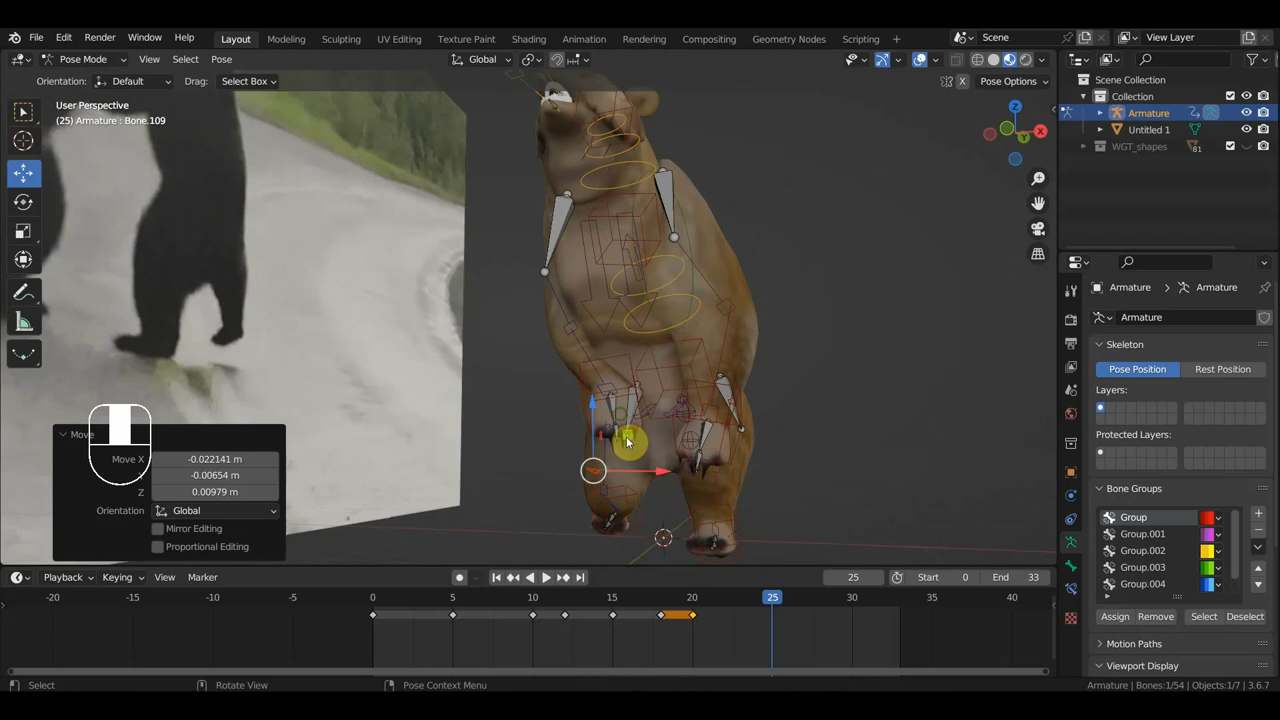 File Edit Render Window Help Layout Modeling Sculpting UV Editing Texture Paint Shading Animation Rendering Compositing Geometry Nodes Scripting + Scene View Layer
Pose Mode View Select Pose Global
Orientation: Default Drag: Select Box X Pose Options
User Perspective
(25) Armature : Bone.109
Z
X
Y
Scene Collection
Collection
Armature
Untitled 1
WGT_shapes 81
Armature > Armature
Armature
Skeleton
Pose Position Rest Position
Layers:
Protected Layers:
Bone Groups
Group
Group.001
Group.002
Group.003
Group.004
Assign Remove Select Deselect
Motion Paths
Viewport Display
Move
Move X -0.022141 m
-0.00654 m
Z 0.00979 m
Orientation Global
Mirror Editing
Proportional Editing
Playback Keying View Marker 25 Start 0 End 33
-20 -15 -10 -5 0 5 10 15 20 25 30 35 40
Select Rotate View Pose Context Menu Armature | Bones:1/54 | Objects:1/7 | 3.6.7